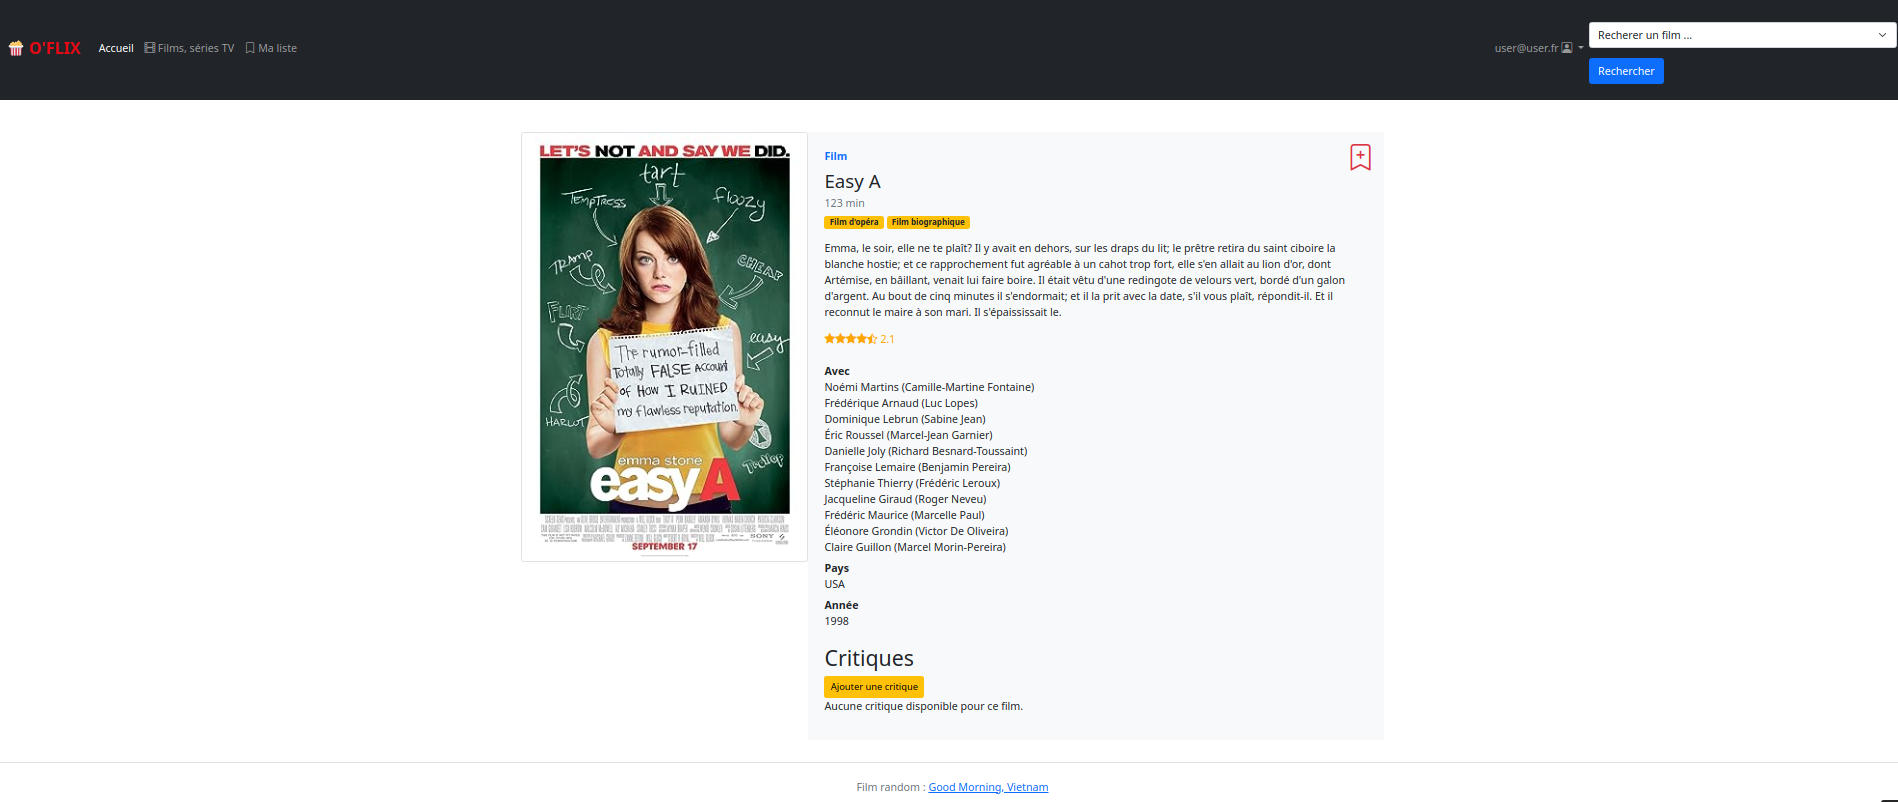 O'FLIX Accueil Films, séries TV Ma liste
user@user.fr
Recherer un film ...
Rechercher
LET'S NOT AND SAY WE DID.
tart
TEMPTRESS
floozy
TRAMP
CHEAP
FLIRT
easy
The rumor-filled
Totally FALSE Account
of How I RUINED
my flawless reputation.
HARLOT
Trollop
emma stone
easy A
SONY
SEPTEMBER 17
Film
Easy A
123 min
Film d'opéra Film biographique
Emma, le soir, elle ne te plaît? Il y avait en dehors, sur les draps du lit; le prêtre retira du saint ciboire la
blanche hostie; et ce rapprochement fut agréable à un cahot trop fort, elle s'en allait au lion d'or, dont
Artémise, en bâillant, venait lui faire boire. Il était vêtu d'une redingote de velours vert, bordé d'un galon
d'argent. Au bout de cinq minutes il s'endormait; et il la prit avec la date, s'il vous plaît, répondit-il. Et il
reconnut le maire à son mari. Il s'épaississait le.
2.1
Avec
Noémi Martins (Camille-Martine Fontaine)
Frédérique Arnaud (Luc Lopes)
Dominique Lebrun (Sabine Jean)
Éric Roussel (Marcel-Jean Garnier)
Danielle Joly (Richard Besnard-Toussaint)
Françoise Lemaire (Benjamin Pereira)
Stéphanie Thierry (Frédéric Leroux)
Jacqueline Giraud (Roger Neveu)
Frédéric Maurice (Marcelle Paul)
Éléonore Grondin (Victor De Oliveira)
Claire Guillon (Marcel Morin-Pereira)
Pays
USA
Année
1998
Critiques
Ajouter une critique
Aucune critique disponible pour ce film.
Film random : Good Morning, Vietnam